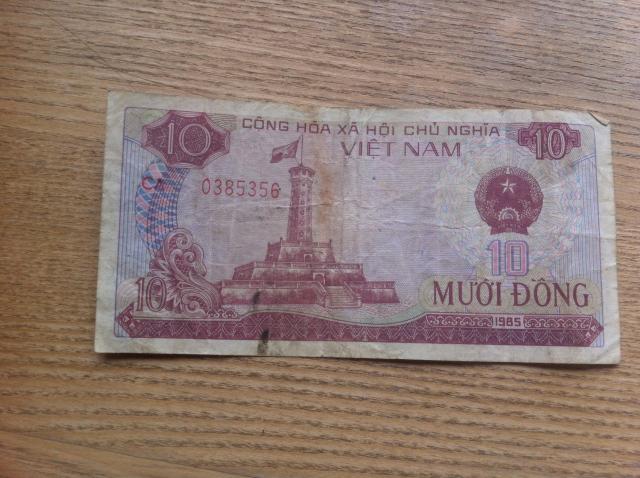 10
CỘNG HÒA XÃ HỘI CHỦ NGHĨA
VIỆT NAM
10
0385356
10
10
MƯỜI ĐỒNG
1985